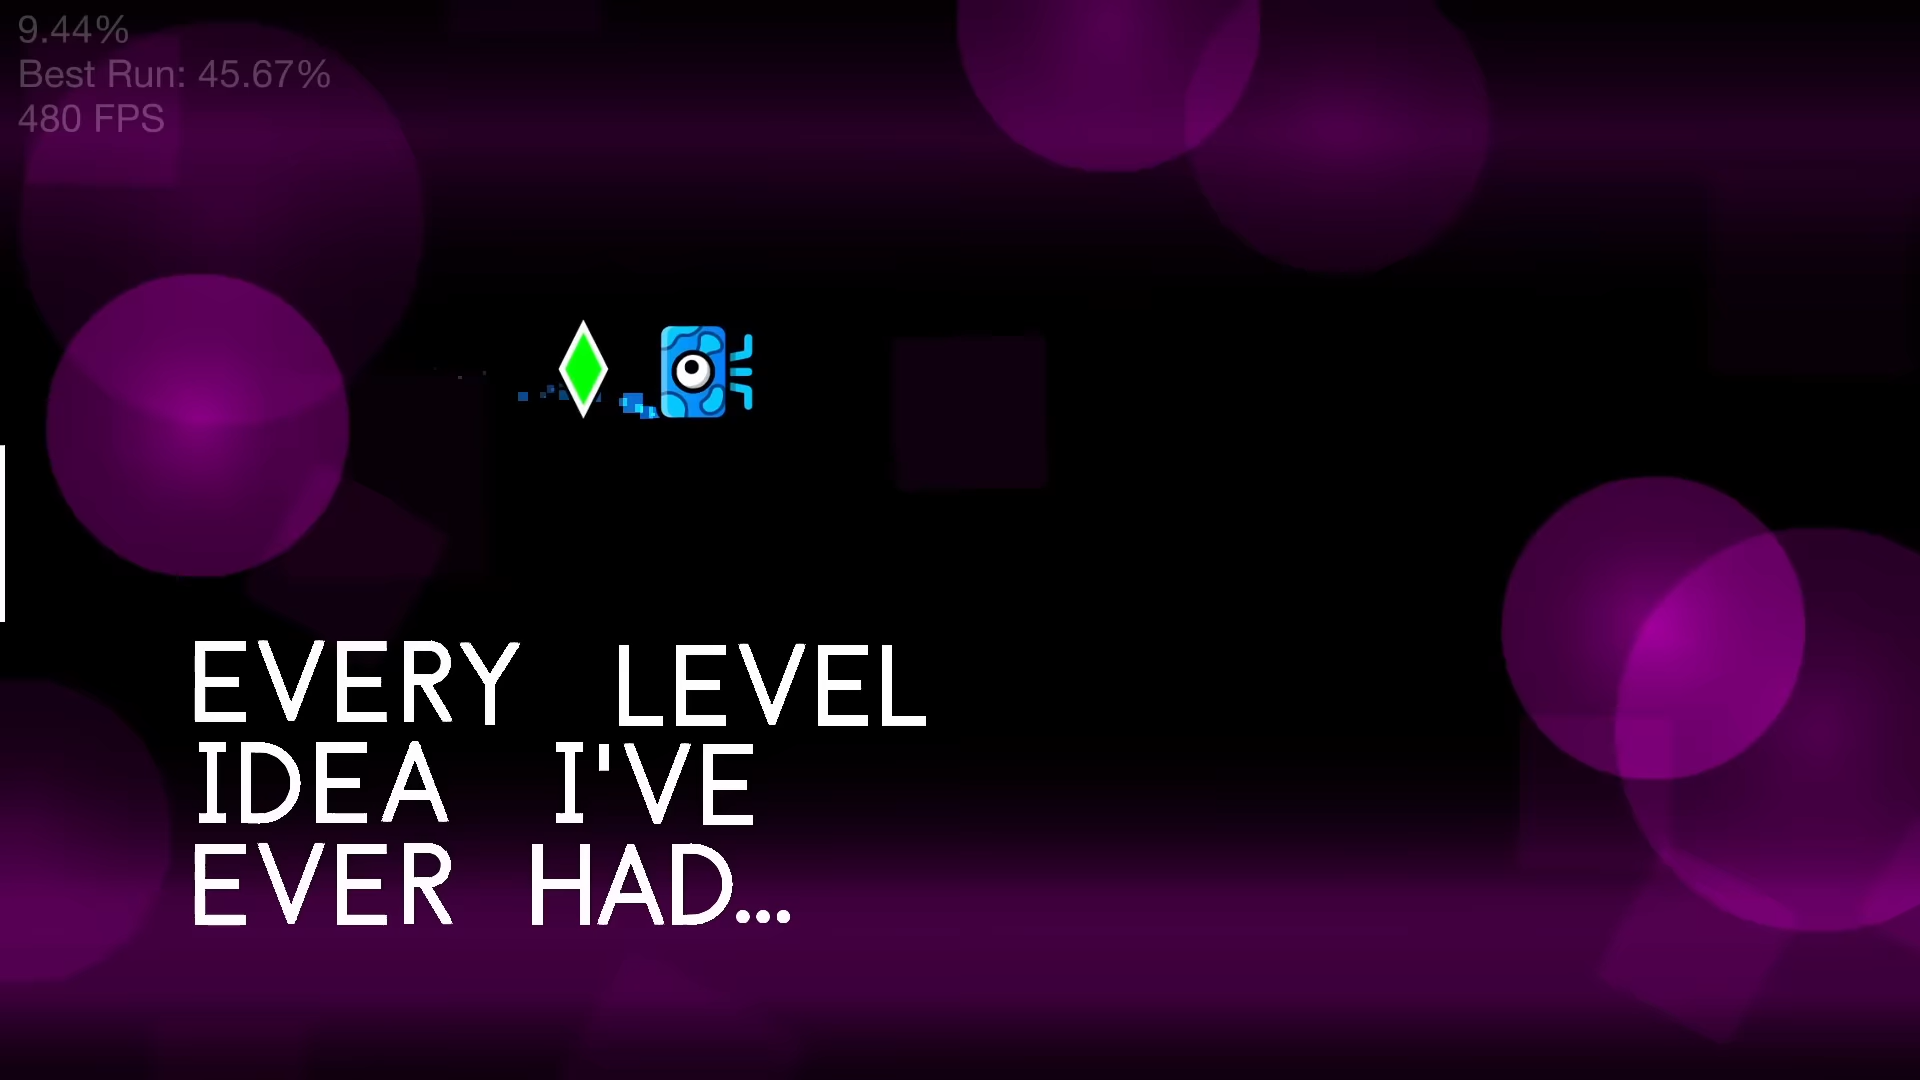 9.44%
Best Run: 45.67%
480 FPS
EVERY LEVEL
IDEA I'VE
EVER HAD...